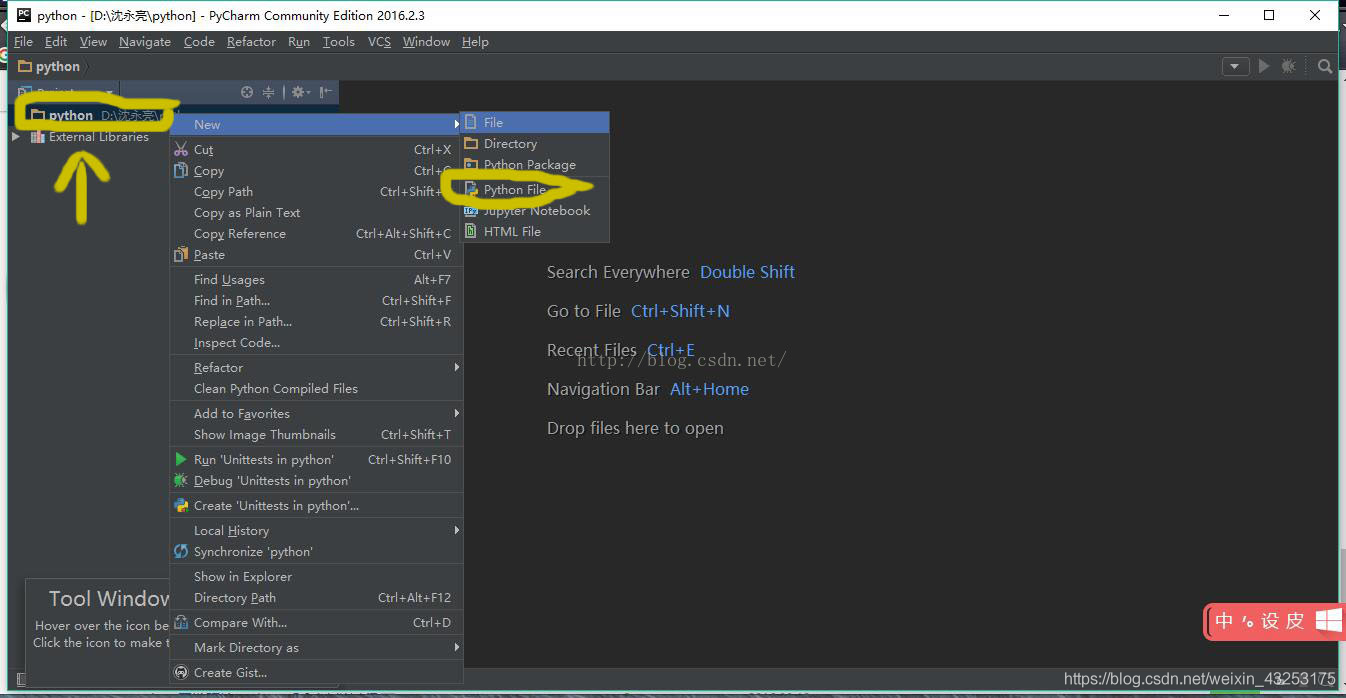 python - [D:\沈永亮\python] - PyCharm Community Edition 2016.2.3
File Edit View Navigate Code Refactor Run Tools VCS Window Help
python
Project
python D:\沈永亮\
External Libraries
New
Cut Ctrl+X
Copy
Copy Path Ctrl+Shift+
Copy as Plain Text
Copy Reference Ctrl+Alt+Shift+C
Paste Ctrl+V
Find Usages Alt+F7
Find in Path... Ctrl+Shift+F
Replace in Path... Ctrl+Shift+R
Inspect Code...
Refactor
Clean Python Compiled Files
Add to Favorites
Show Image Thumbnails Ctrl+Shift+T
Run 'Unittests in python' Ctrl+Shift+F10
Debug 'Unittests in python'
Create 'Unittests in python'...
Local History
Synchronize 'python'
Show in Explorer
Directory Path Ctrl+Alt+F12
Compare With... Ctrl+D
Mark Directory as
Create Gist...
File
Directory
Python Package
Python File
Jupyter Notebook
HTML File
Search Everywhere Double Shift
Go to File Ctrl+Shift+N
Recent Files Ctrl+E
http://blog.csdn.net/
Navigation Bar Alt+Home
Drop files here to open
Tool Window
Hover over the icon be
Click the icon to make t
中 设 皮
https://blog.csdn.net/weixin_43253175